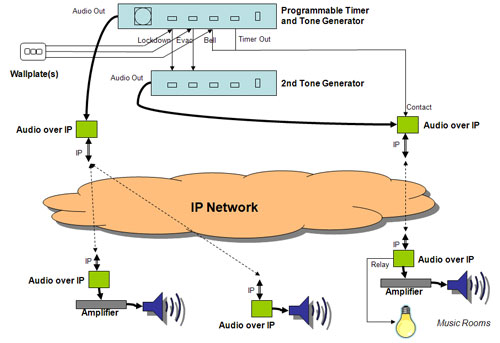 Audio Out
Programmable Timer
and Tone Generator
Lockdown
Evac
Bell
Timer Out
Wallplate(s)
Audio Out
2nd Tone Generator
Contact
Audio over IP
Audio over IP
IP
IP
IP Network
IP
IP
IP
Audio over IP
Relay
Audio over IP
Amplifier
Amplifier
Audio over IP
Music Rooms